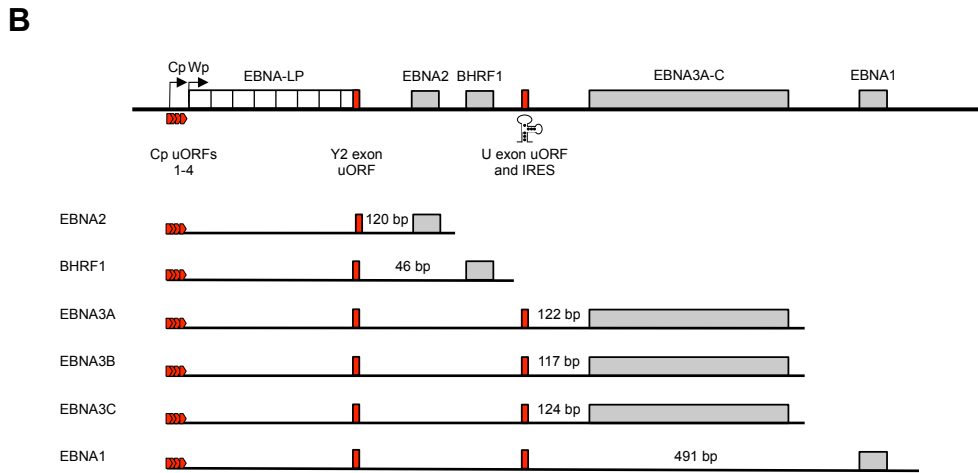 B
Cp Wp EBNA-LP EBNA2 BHRF1 EBNA3A-C EBNA1
Cp uORFs Y2 exon U exon uORF
1-4 uORF and IRES
EBNA2 120 bp
BHRF1 46 bp
EBNA3A 122 bp
EBNA3B 117 bp
EBNA3C 124 bp
EBNA1 491 bp